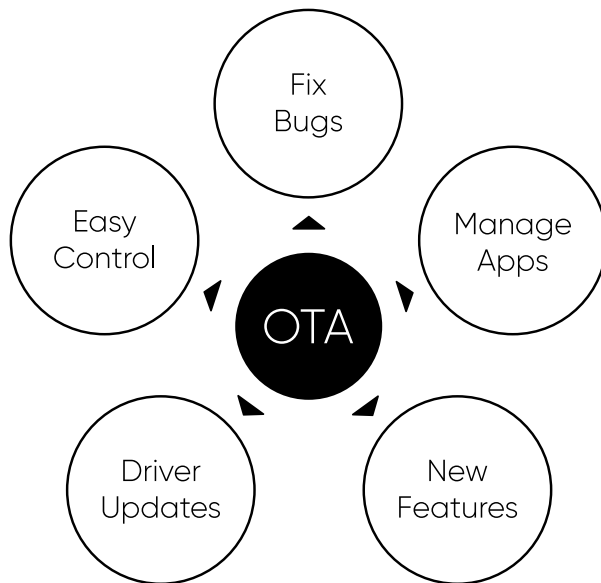 Fix
Bugs
Easy
Control
Manage
Apps
OTA
Driver
Updates
New
Features